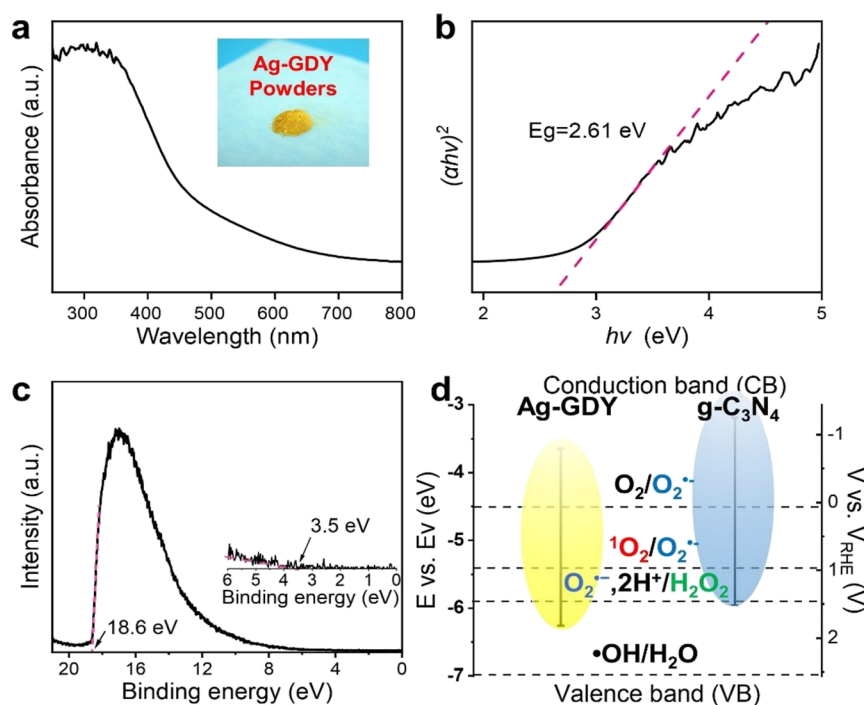 a
Ag-GDY
Powders
Absorbance (a.u.)
300 400 500 600 700 800
Wavelength (nm)
b
Eg=2.61 eV
(αhν)²
2 3 4 5
hν (eV)
c
Intensity (a.u.)
3.5 eV
6 5 4 3 2 1 0
Binding energy (eV)
18.6 eV
20 16 12 8 4 0
Binding energy (eV)
d
Conduction band (CB)
Ag-GDY g-C₃N₄
-3
-4
-5
-6
-7
E vs. Ev (eV)
O₂/O₂•-
¹O₂/O₂•-
O₂•-,2H⁺/H₂O₂
•OH/H₂O
-1
0
1
2
V vs. V_RHE (V)
Valence band (VB)